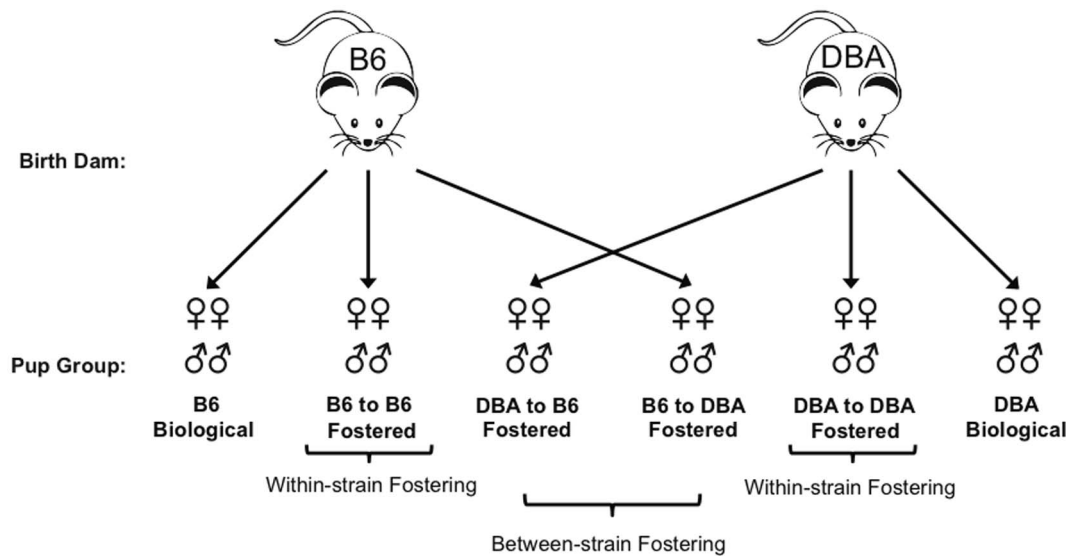 B6
DBA
Birth Dam:
♀♀ ♀♀ ♀♀ ♀♀ ♀♀ ♀♀
Pup Group:
♂♂ ♂♂ ♂♂ ♂♂ ♂♂ ♂♂
B6
Biological
B6 to B6
Fostered
DBA to B6
Fostered
B6 to DBA
Fostered
DBA to DBA
Fostered
DBA
Biological
Within-strain Fostering
Within-strain Fostering
Between-strain Fostering